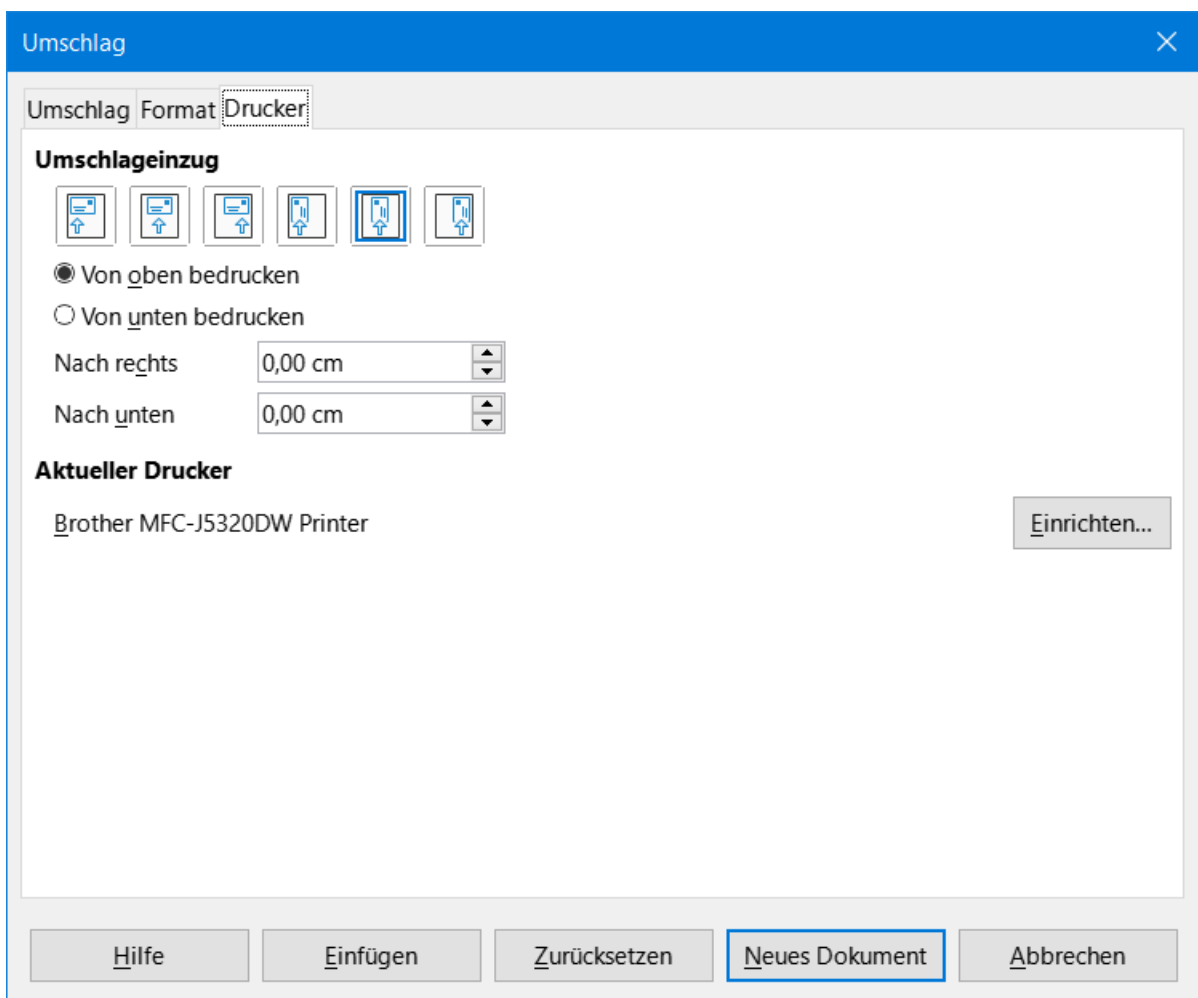 Umschlag
Umschlag Format Drucker
Umschlageinzug
Von oben bedrucken
Von unten bedrucken
Nach rechts 0,00 cm
Nach unten 0,00 cm
Aktueller Drucker
Brother MFC-J5320DW Printer Einrichten...
Hilfe Einfügen Zurücksetzen Neues Dokument Abbrechen